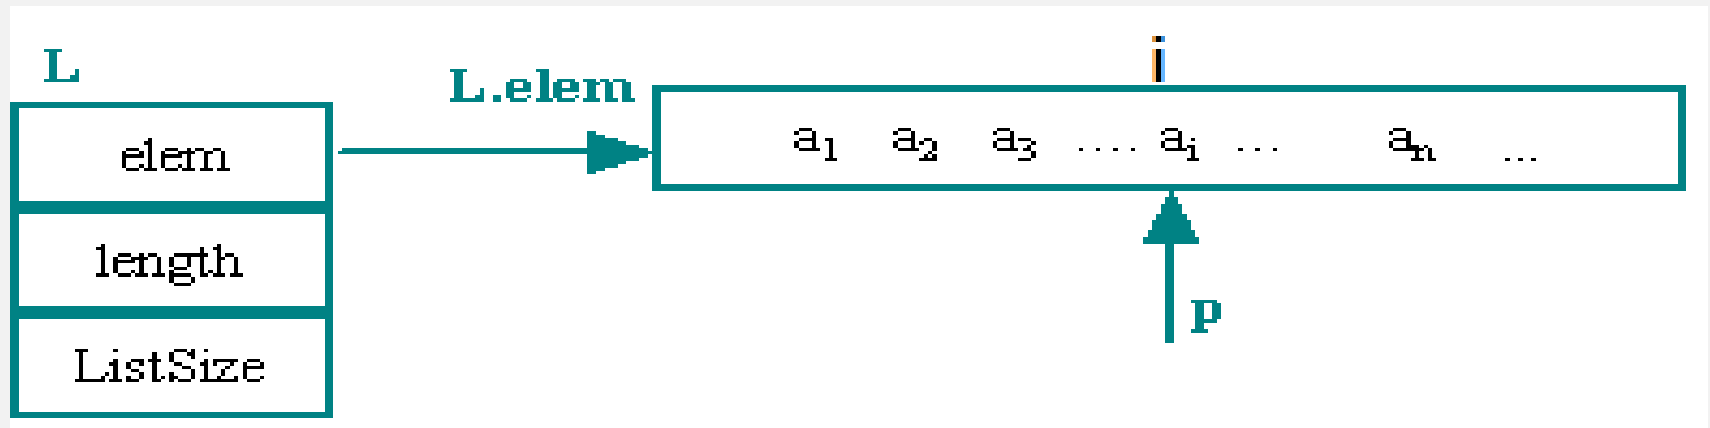 L
elem
length
ListSize
L.elem
i
a1 a2 a3 .... ai ... an ...
p